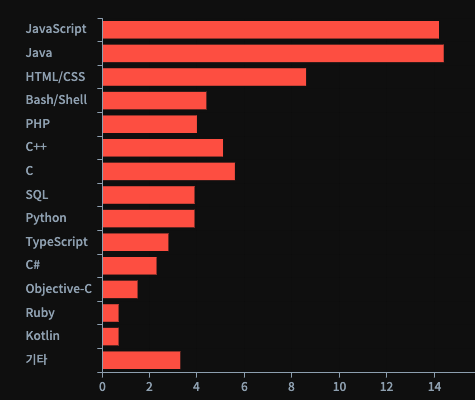 JavaScript
Java
HTML/CSS
Bash/Shell
PHP
C++
C
SQL
Python
TypeScript
C#
Objective-C
Ruby
Kotlin
기타
0 2 4 6 8 10 12 14